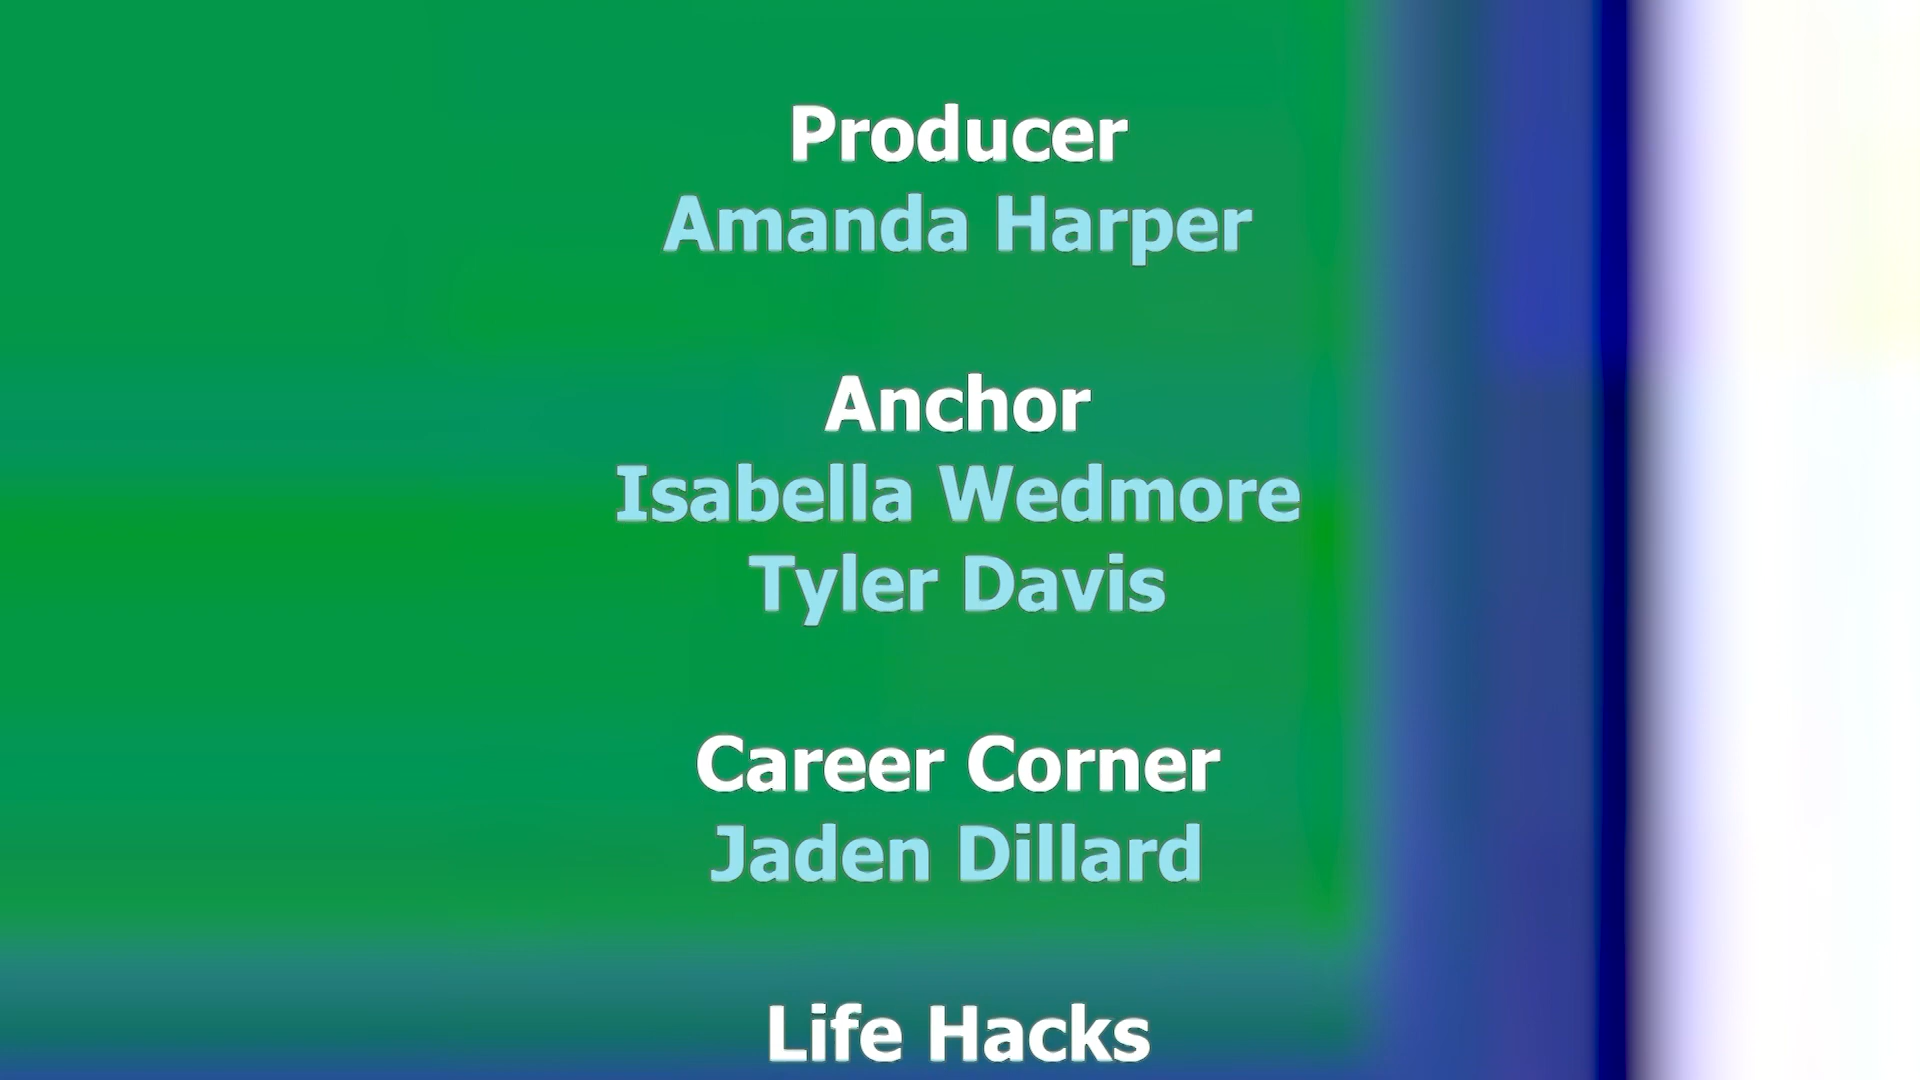 Producer
Amanda Harper
Anchor
Isabella Wedmore
Tyler Davis
Career Corner
Jaden Dillard
Life Hacks